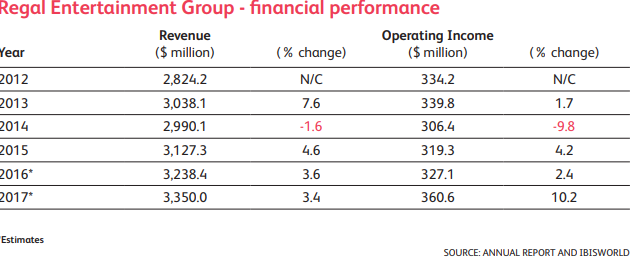 Regal Entertainment Group - financial performance
Revenue Operating Income
Year ($ million) (% change) ($ million) (% change)
2012 2,824.2 N/C 334.2 N/C
2013 3,038.1 7.6 339.8 1.7
2014 2,990.1 -1.6 306.4 -9.8
2015 3,127.3 4.6 319.3 4.2
2016* 3,238.4 3.6 327.1 2.4
2017* 3,350.0 3.4 360.6 10.2
*Estimates
SOURCE: ANNUAL REPORT AND IBISWORLD